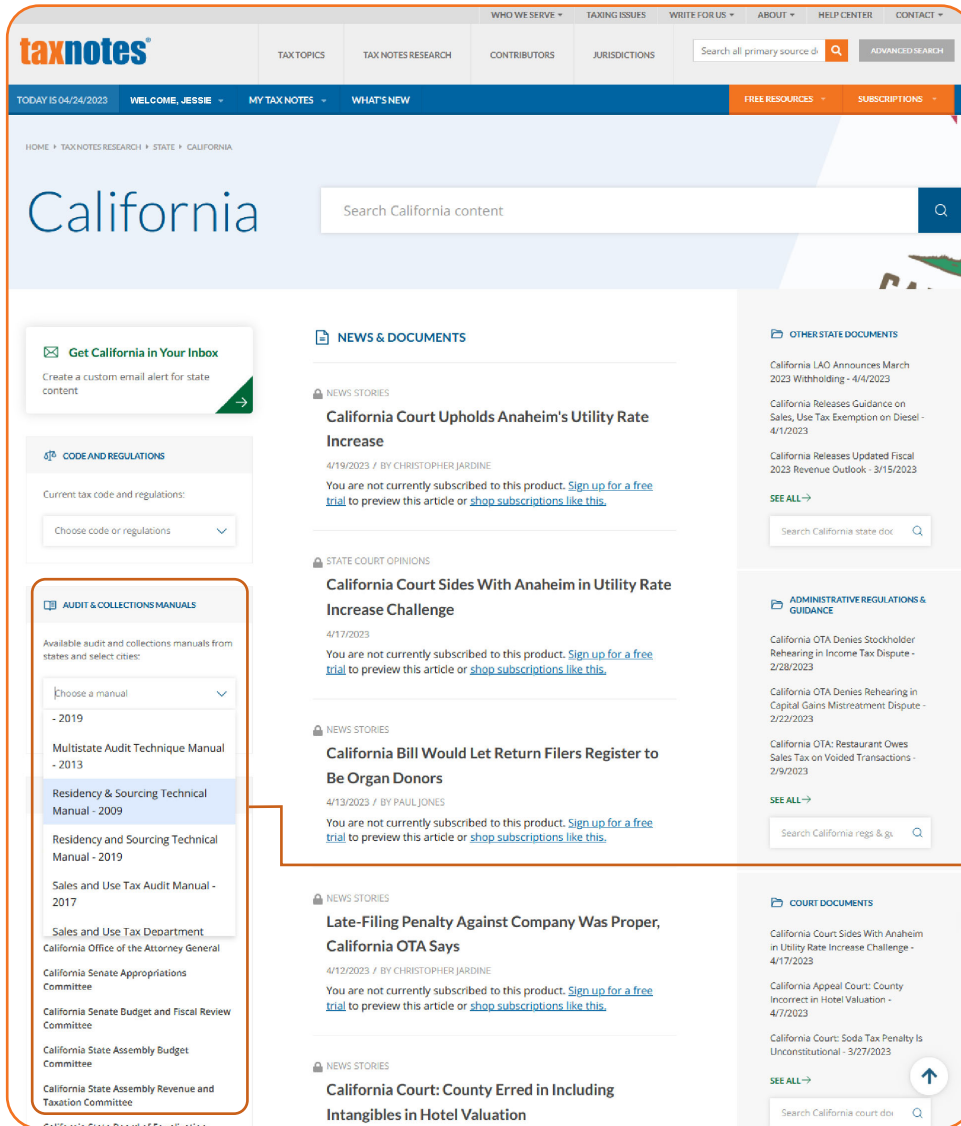 WHO WE SERVE
TAXING ISSUES
WRITE FOR US
ABOUT
HELP CENTER
CONTACT
taxnotes®
TAX TOPICS
TAX NOTES RESEARCH
CONTRIBUTORS
JURISDICTIONS
Search all primary source d
ADVANCED SEARCH
TODAY IS 04/24/2023
WELCOME, JESSIE
MY TAX NOTES
WHAT'S NEW
FREE RESOURCES
SUBSCRIPTIONS
HOME
TAX NOTES RESEARCH
STATE
CALIFORNIA
California
Search California content
Get California in Your Inbox
Create a custom email alert for state
content
CODE AND REGULATIONS
Current tax code and regulations:
Choose code or regulations
AUDIT & COLLECTIONS MANUALS
Available audit and collections manuals from
states and select cities:
Choose a manual
- 2019
Multistate Audit Technique Manual
- 2013
Residency & Sourcing Technical
Manual - 2009
Residency and Sourcing Technical
Manual - 2019
Sales and Use Tax Audit Manual -
2017
Sales and Use Tax Department
California Office of the Attorney General
California Senate Appropriations
Committee
California Senate Budget and Fiscal Review
Committee
California State Assembly Budget
Committee
California State Assembly Revenue and
Taxation Committee
California State Board of Equalization
NEWS & DOCUMENTS
NEWS STORIES
California Court Upholds Anaheim's Utility Rate
Increase
4/19/2023 / BY CHRISTOPHER JARDINE
You are not currently subscribed to this product. Sign up for a free
trial to preview this article or shop subscriptions like this.
STATE COURT OPINIONS
California Court Sides With Anaheim in Utility Rate
Increase Challenge
4/17/2023
You are not currently subscribed to this product. Sign up for a free
trial to preview this article or shop subscriptions like this.
NEWS STORIES
California Bill Would Let Return Filers Register to
Be Organ Donors
4/13/2023 / BY PAUL JONES
You are not currently subscribed to this product. Sign up for a free
trial to preview this article or shop subscriptions like this.
NEWS STORIES
Late-Filing Penalty Against Company Was Proper,
California OTA Says
4/12/2023 / BY CHRISTOPHER JARDINE
You are not currently subscribed to this product. Sign up for a free
trial to preview this article or shop subscriptions like this.
NEWS STORIES
California Court: County Erred in Including
Intangibles in Hotel Valuation
OTHER STATE DOCUMENTS
California LAO Announces March
2023 Withholding - 4/4/2023
California Releases Guidance on
Sales, Use Tax Exemption on Diesel -
4/1/2023
California Releases Updated Fiscal
2023 Revenue Outlook - 3/15/2023
SEE ALL
Search California state doc
ADMINISTRATIVE REGULATIONS &
GUIDANCE
California OTA Denies Stockholder
Rehearing in Income Tax Dispute -
2/28/2023
California OTA Denies Rehearing in
Capital Gains Mistreatment Dispute -
2/22/2023
California OTA: Restaurant Owes
Sales Tax on Voided Transactions -
2/9/2023
SEE ALL
Search California regs & gu
COURT DOCUMENTS
California Court Sides With Anaheim
in Utility Rate Increase Challenge -
4/17/2023
California Appeal Court: County
Incorrect in Hotel Valuation -
4/7/2023
California Court: Soda Tax Penalty Is
Unconstitutional - 3/27/2023
SEE ALL
Search California court do